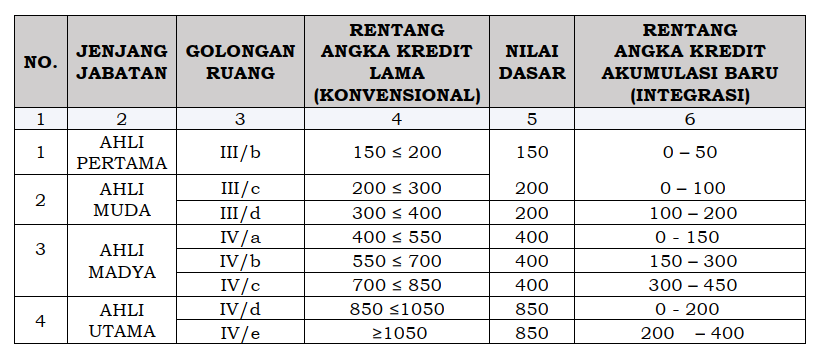 NO. JENJANG JABATAN GOLONGAN RUANG RENTANG ANGKA KREDIT LAMA (KONVENSIONAL) NILAI DASAR RENTANG ANGKA KREDIT AKUMULASI BARU (INTEGRASI)
1 2 3 4 5 6
1 AHLI PERTAMA III/b 150 ≤ 200 150 0 – 50
2 AHLI MUDA III/c 200 ≤ 300 200 0 – 100
III/d 300 ≤ 400 200 100 – 200
3 AHLI MADYA IV/a 400 ≤ 550 400 0 - 150
IV/b 550 ≤ 700 400 150 – 300
IV/c 700 ≤ 850 400 300 – 450
4 AHLI UTAMA IV/d 850 ≤1050 850 0 - 200
IV/e ≥1050 850 200 – 400